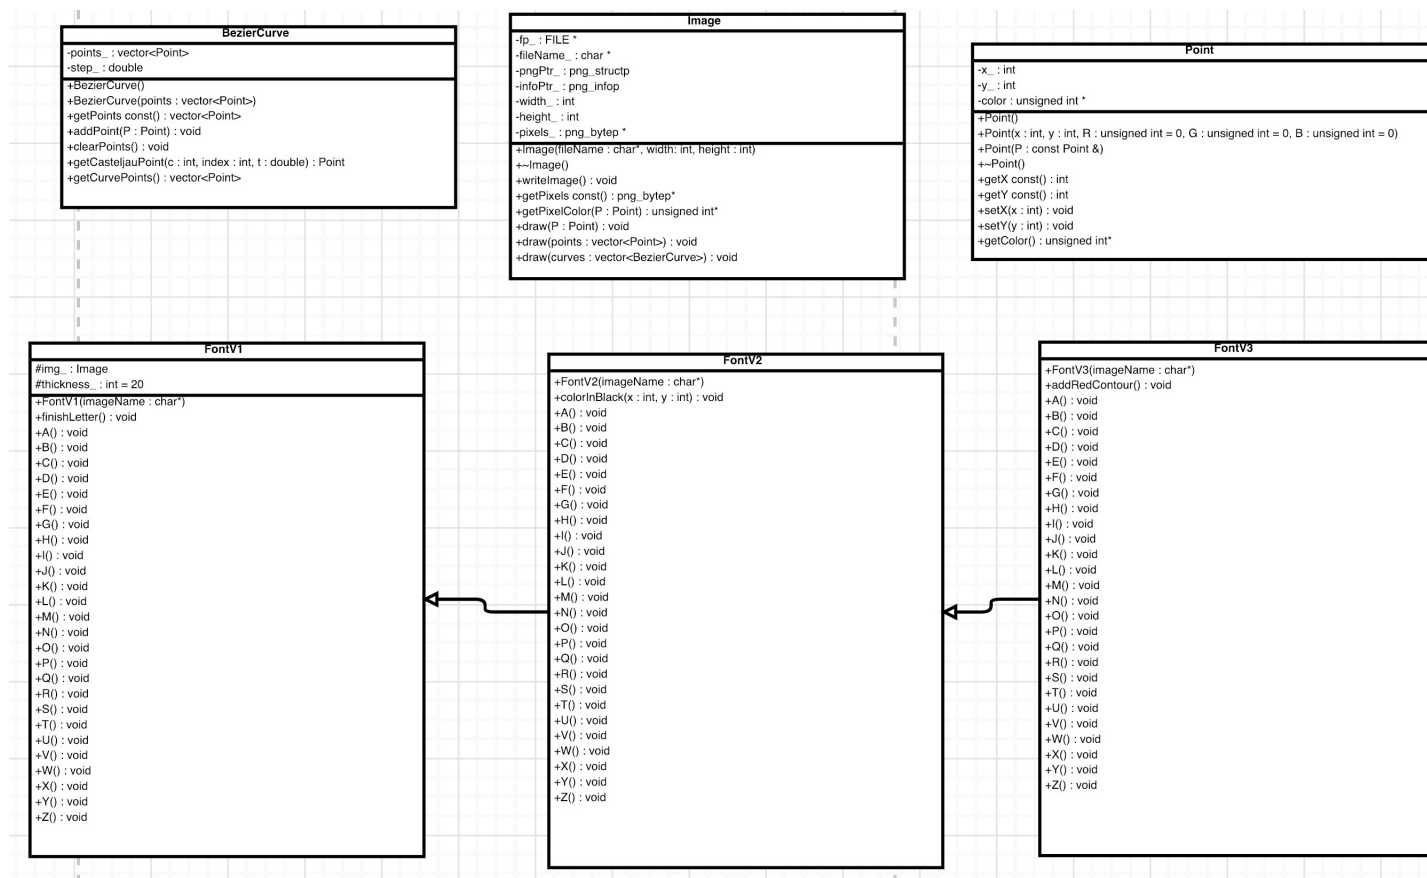 BezierCurve
-points_ : vector<Point>
-step_ : double
+BezierCurve()
+BezierCurve(points : vector<Point>)
+getPoints const() : vector<Point>
+addPoint(P : Point) : void
+clearPoints() : void
+getCasteljauPoint(c : int, index : int, t : double) : Point
+getCurvePoints() : vector<Point>
Image
-fp_ : FILE *
-fileName_ : char *
-pngPtr_ : png_structp
-infoPtr_ : png_infop
-width_ : int
-height_ : int
-pixels_ : png_bytep *
+Image(fileName : char*, width: int, height : int)
+~Image()
+writeImage() : void
+getPixels const() : png_bytep*
+getPixelColor(P : Point) : unsigned int*
+draw(P : Point) : void
+draw(points : vector<Point>) : void
+draw(curves : vector<BezierCurve>) : void
Point
-x_ : int
-y_ : int
-color : unsigned int *
+Point()
+Point(x : int, y : int, R : unsigned int = 0, G : unsigned int = 0, B : unsigned int = 0)
+Point(P : const Point &)
+~Point()
+getX const() : int
+getY const() : int
+setX(x : int) : void
+setY(y : int) : void
+getColor() : unsigned int*
FontV1
#img_ : Image
#thickness_ : int = 20
+FontV1(imageName : char*)
+finishLetter() : void
+A() : void
+B() : void
+C() : void
+D() : void
+E() : void
+F() : void
+G() : void
+H() : void
+I() : void
+J() : void
+K() : void
+L() : void
+M() : void
+N() : void
+O() : void
+P() : void
+Q() : void
+R() : void
+S() : void
+T() : void
+U() : void
+V() : void
+W() : void
+X() : void
+Y() : void
+Z() : void
FontV2
+FontV2(imageName : char*)
+colorInBlack(x : int, y : int) : void
+A() : void
+B() : void
+C() : void
+D() : void
+E() : void
+F() : void
+G() : void
+H() : void
+I() : void
+J() : void
+K() : void
+L() : void
+M() : void
+N() : void
+O() : void
+P() : void
+Q() : void
+R() : void
+S() : void
+T() : void
+U() : void
+V() : void
+W() : void
+X() : void
+Y() : void
+Z() : void
FontV3
+FontV3(imageName : char*)
+addRedContour() : void
+A() : void
+B() : void
+C() : void
+D() : void
+E() : void
+F() : void
+G() : void
+H() : void
+I() : void
+J() : void
+K() : void
+L() : void
+M() : void
+N() : void
+O() : void
+P() : void
+Q() : void
+R() : void
+S() : void
+T() : void
+U() : void
+V() : void
+W() : void
+X() : void
+Y() : void
+Z() : void